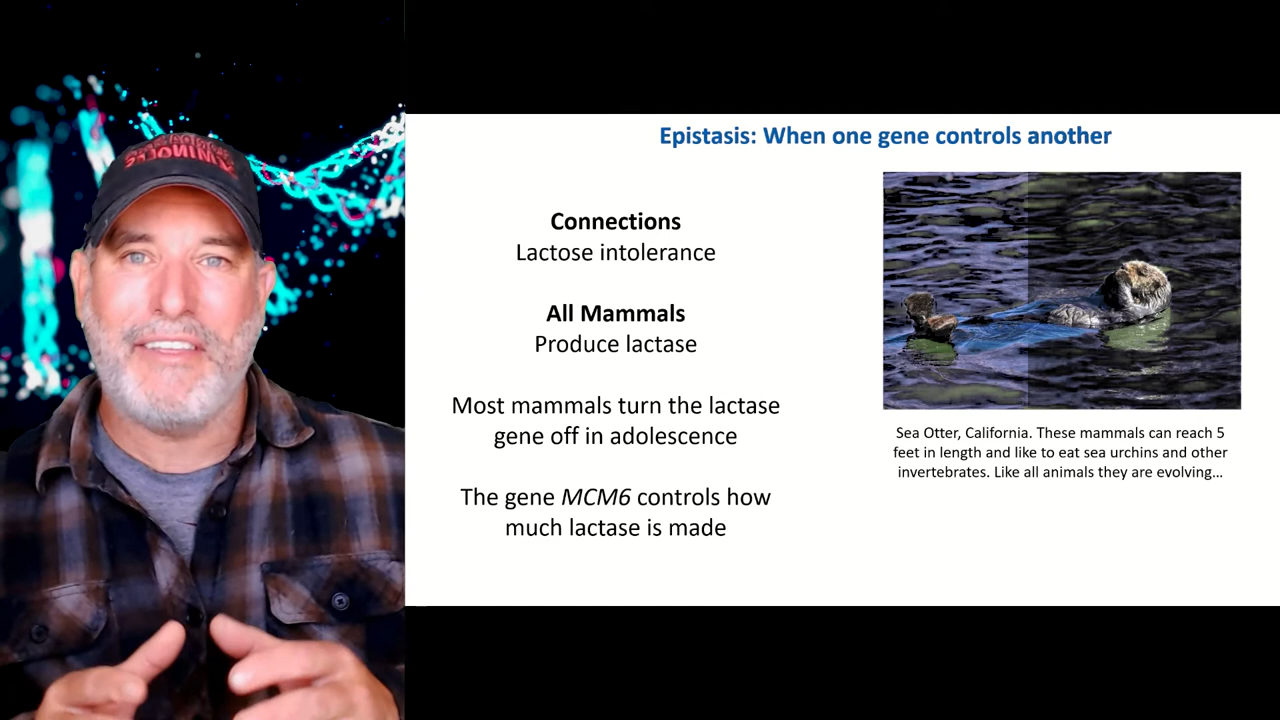 Epistasis: When one gene controls another
Connections
Lactose intolerance
All Mammals
Produce lactase
Most mammals turn the lactase
gene off in adolescence
The gene MCM6 controls how
much lactase is made
Sea Otter, California. These mammals can reach 5
feet in length and like to eat sea urchins and other
invertebrates. Like all animals they are evolving…